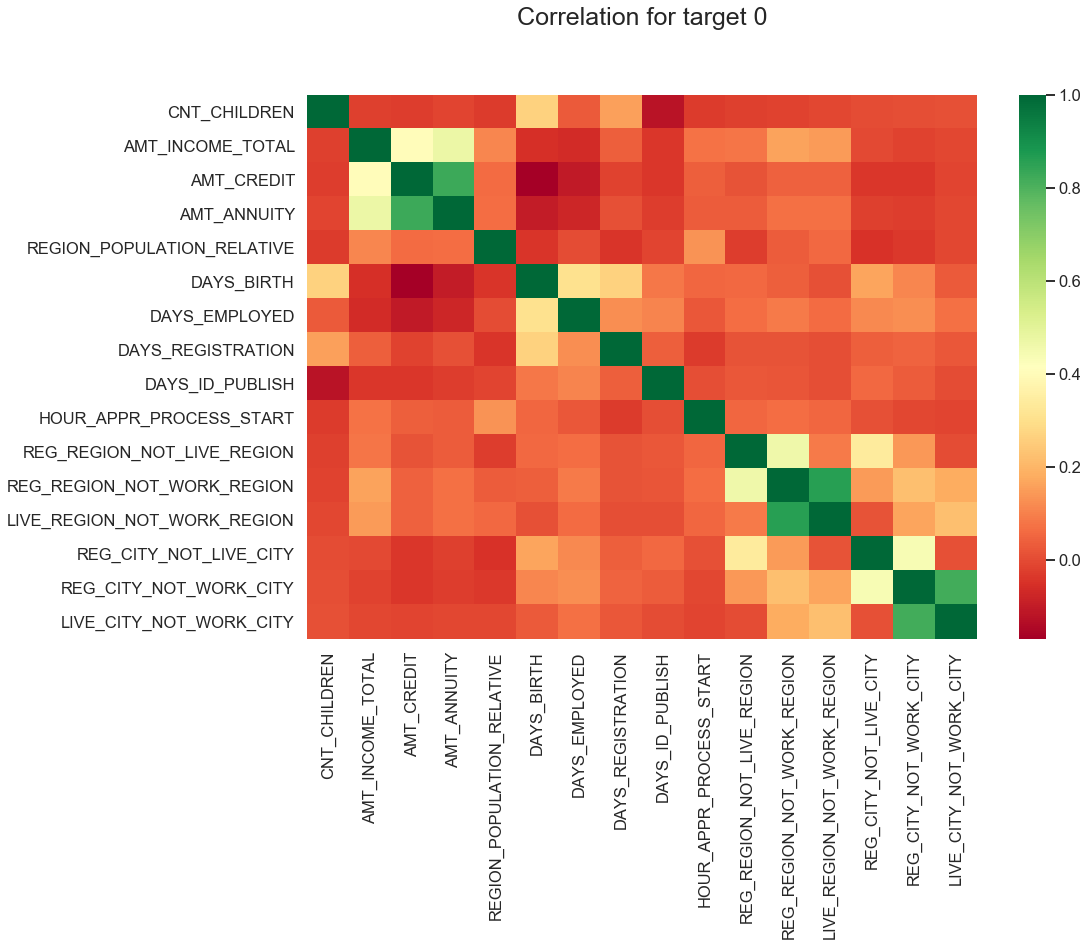 Correlation for target 0
CNT_CHILDREN
AMT_INCOME_TOTAL
AMT_CREDIT
AMT_ANNUITY
REGION_POPULATION_RELATIVE
DAYS_BIRTH
DAYS_EMPLOYED
DAYS_REGISTRATION
DAYS_ID_PUBLISH
HOUR_APPR_PROCESS_START
REG_REGION_NOT_LIVE_REGION
REG_REGION_NOT_WORK_REGION
LIVE_REGION_NOT_WORK_REGION
REG_CITY_NOT_LIVE_CITY
REG_CITY_NOT_WORK_CITY
LIVE_CITY_NOT_WORK_CITY
CNT_CHILDREN
AMT_INCOME_TOTAL
AMT_CREDIT
AMT_ANNUITY
REGION_POPULATION_RELATIVE
DAYS_BIRTH
DAYS_EMPLOYED
DAYS_REGISTRATION
DAYS_ID_PUBLISH
HOUR_APPR_PROCESS_START
REG_REGION_NOT_LIVE_REGION
REG_REGION_NOT_WORK_REGION
LIVE_REGION_NOT_WORK_REGION
REG_CITY_NOT_LIVE_CITY
REG_CITY_NOT_WORK_CITY
LIVE_CITY_NOT_WORK_CITY
1.0
0.8
0.6
0.4
0.2
0.0